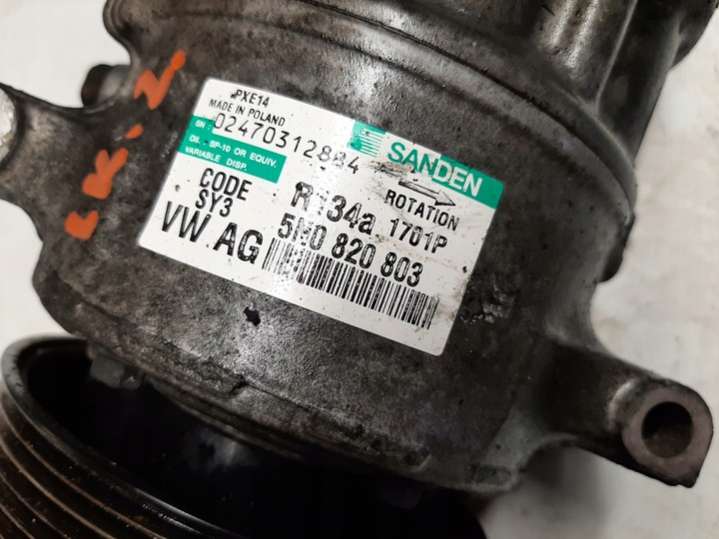 PXE14
MADE IN POLAND
SN: 02470312884
OIL: SP-10 OR EQUIV.
VARIABLE DISP.
SANDEN
ROTATION
CODE
SY3
R134a 1701P
VW AG
5N0 820 803